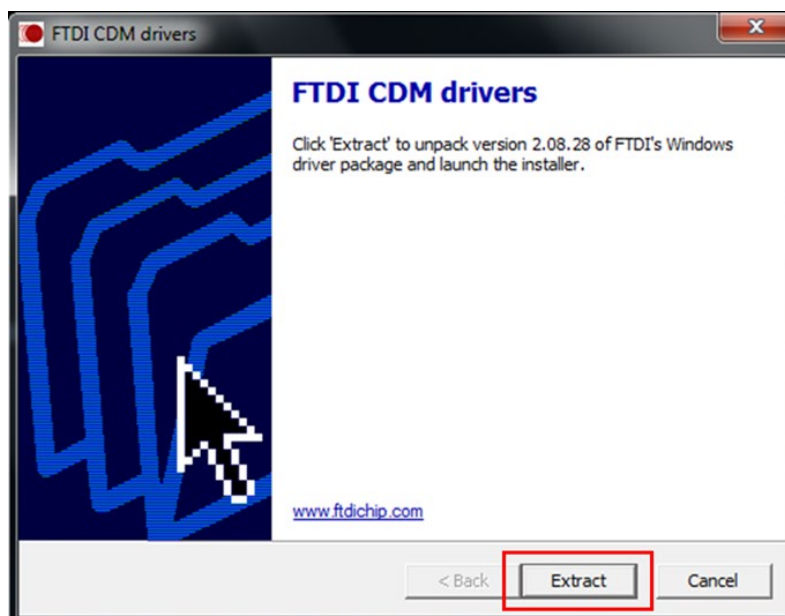 FTDI CDM drivers
FTDI CDM drivers
Click 'Extract' to unpack version 2.08.28 of FTDI's Windows
driver package and launch the installer.
www.ftdichip.com
< Back Extract Cancel